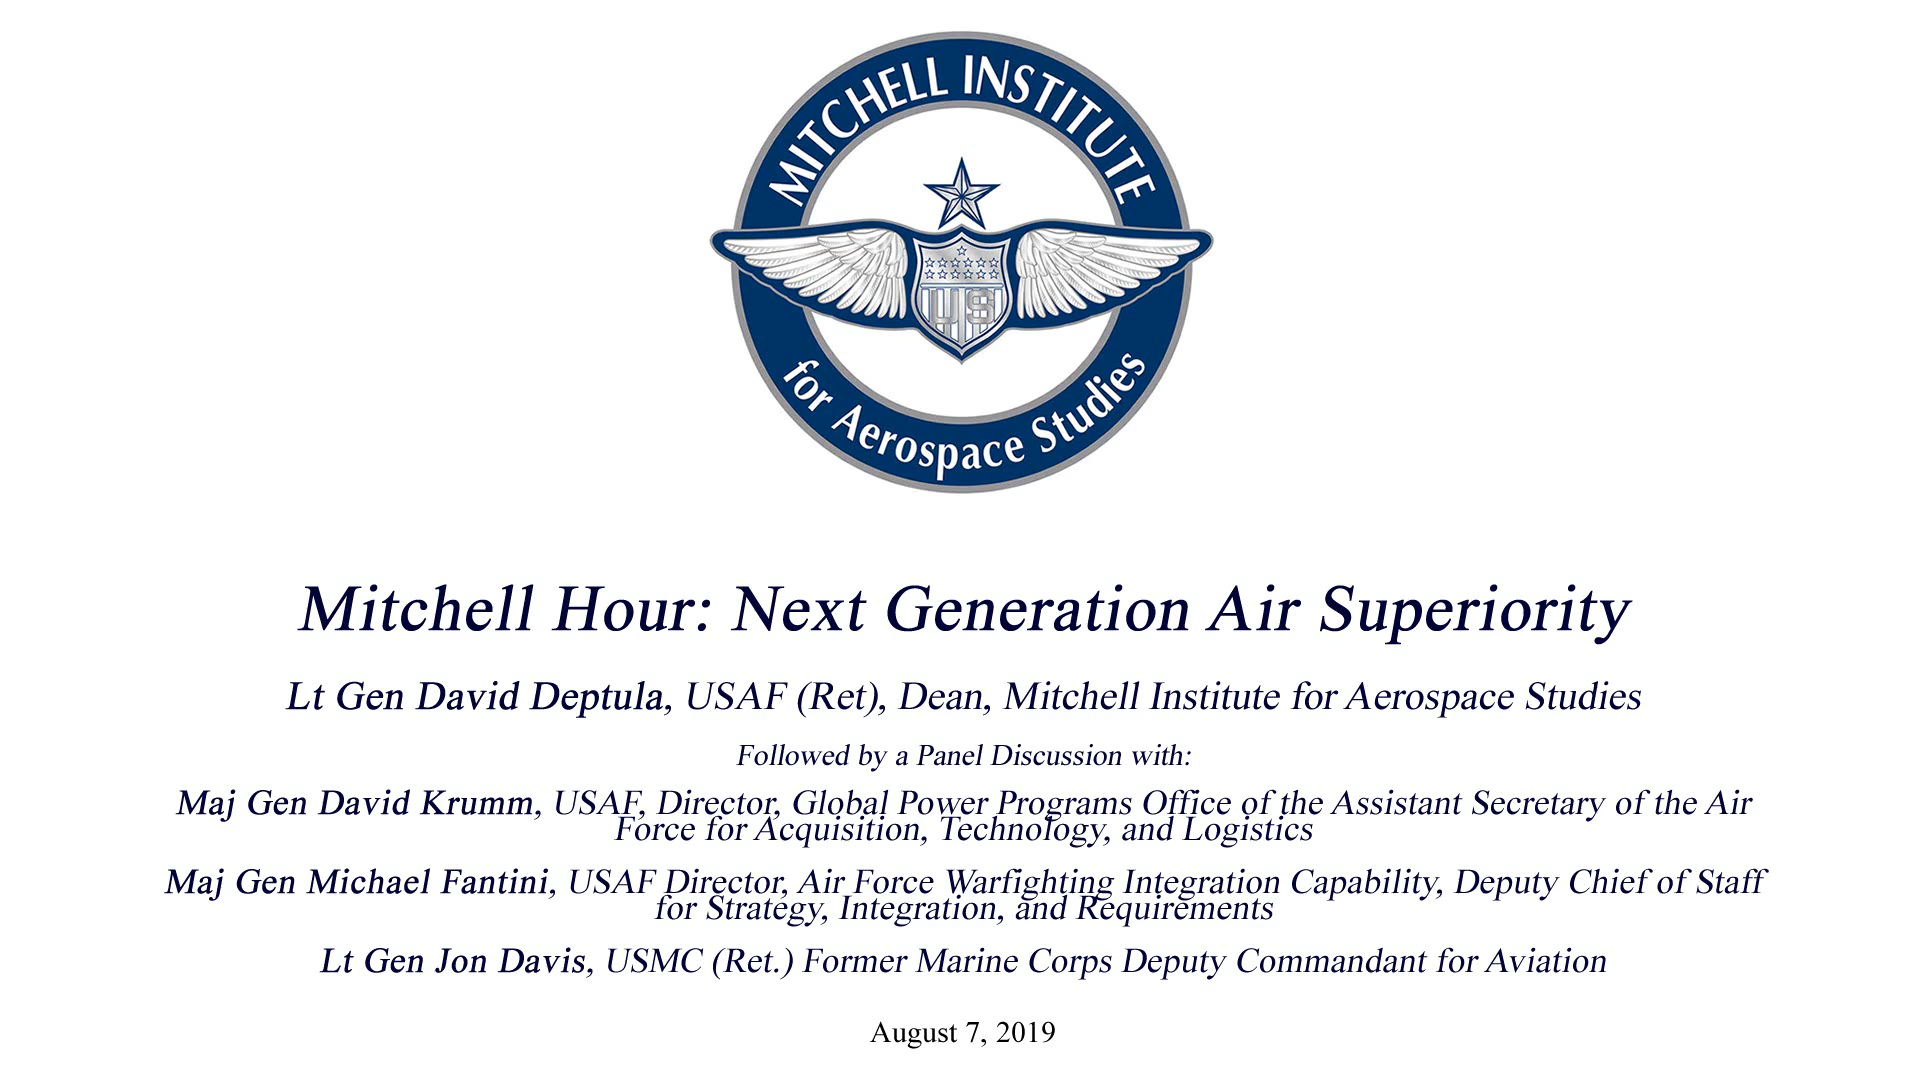 MITCHELL INSTITUTE
US
for Aerospace Studies
Mitchell Hour: Next Generation Air Superiority
Lt Gen David Deptula, USAF (Ret), Dean, Mitchell Institute for Aerospace Studies
Followed by a Panel Discussion with:
Maj Gen David Krumm, USAF, Director, Global Power Programs Office of the Assistant Secretary of the Air
Force for Acquisition, Technology, and Logistics
Maj Gen Michael Fantini, USAF Director, Air Force Warfighting Integration Capability, Deputy Chief of Staff
for Strategy, Integration, and Requirements
Lt Gen Jon Davis, USMC (Ret.) Former Marine Corps Deputy Commandant for Aviation
August 7, 2019